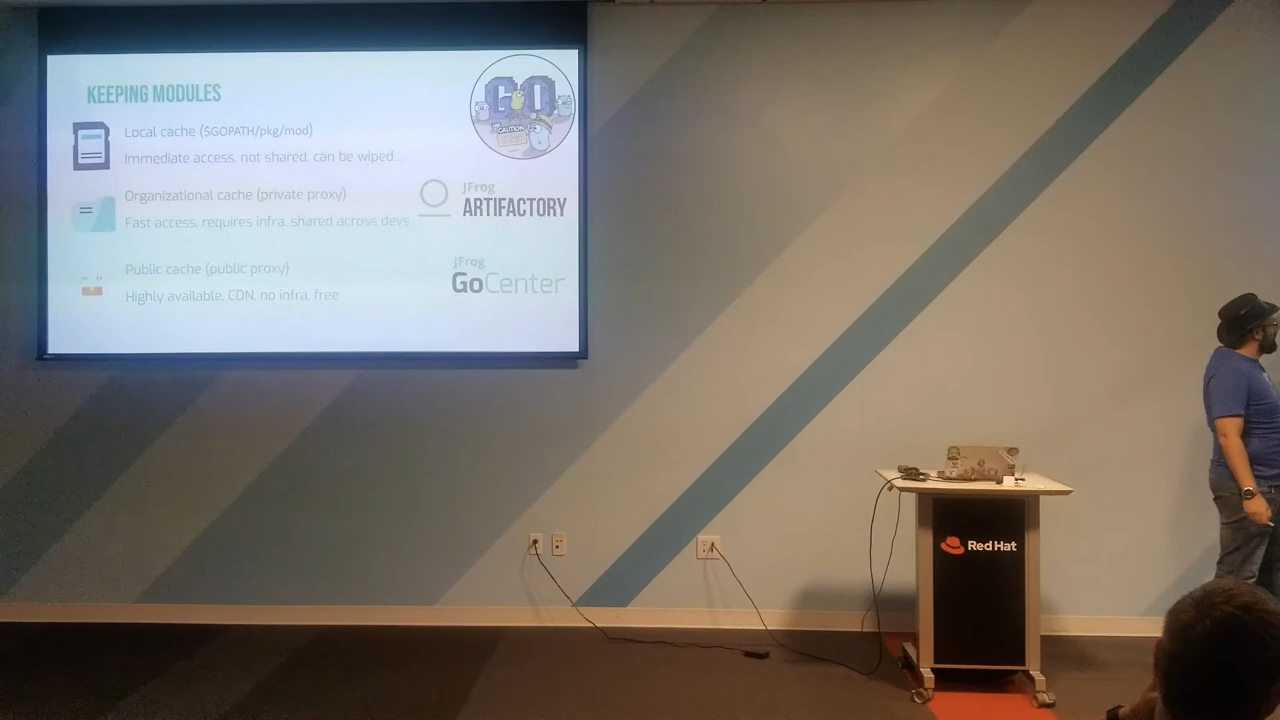 KEEPING MODULES
GO
CAUTION
Local cache ($GOPATH/pkg/mod)
Immediate access, not shared, can be wiped...
Organizational cache (private proxy)
Fast access, requires infra, shared across devs
JFrog
ARTIFACTORY
Public cache (public proxy)
Highly available, CDN, no infra, free
JFrog
GoCenter
Red Hat